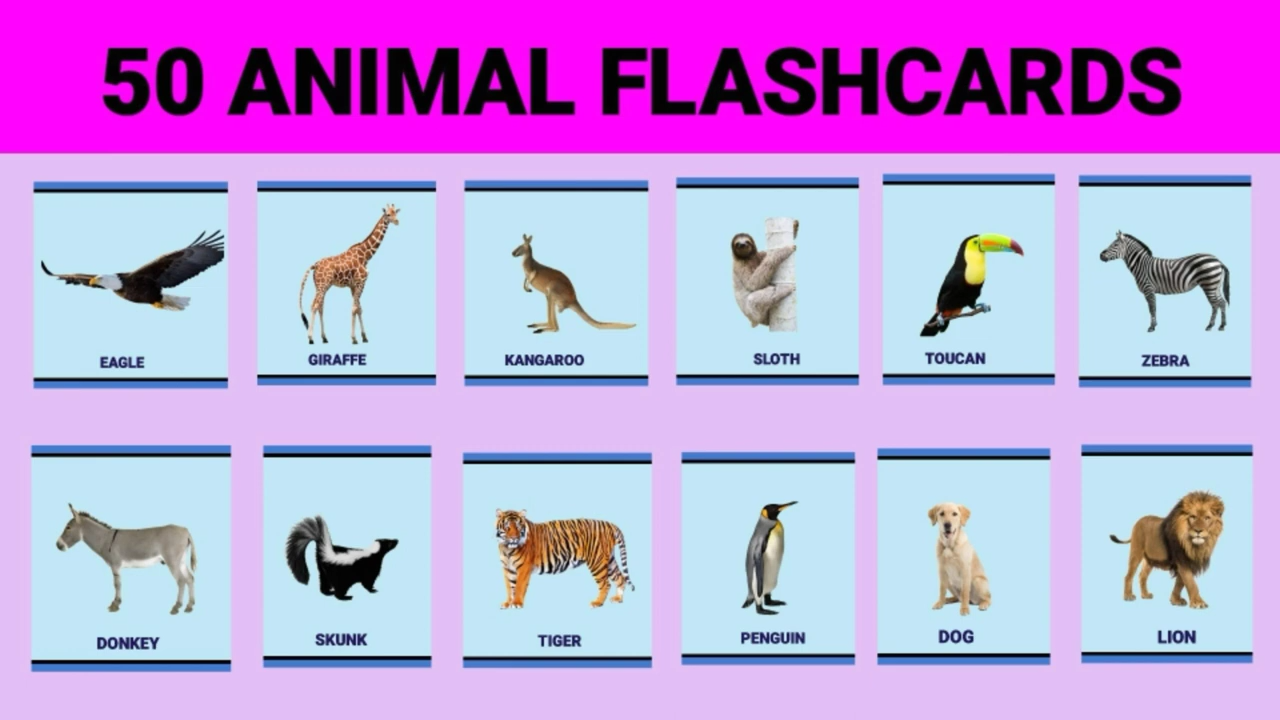 50 ANIMAL FLASHCARDS
EAGLE
GIRAFFE
KANGAROO
SLOTH
TOUCAN
ZEBRA
DONKEY
SKUNK
TIGER
PENGUIN
DOG
LION